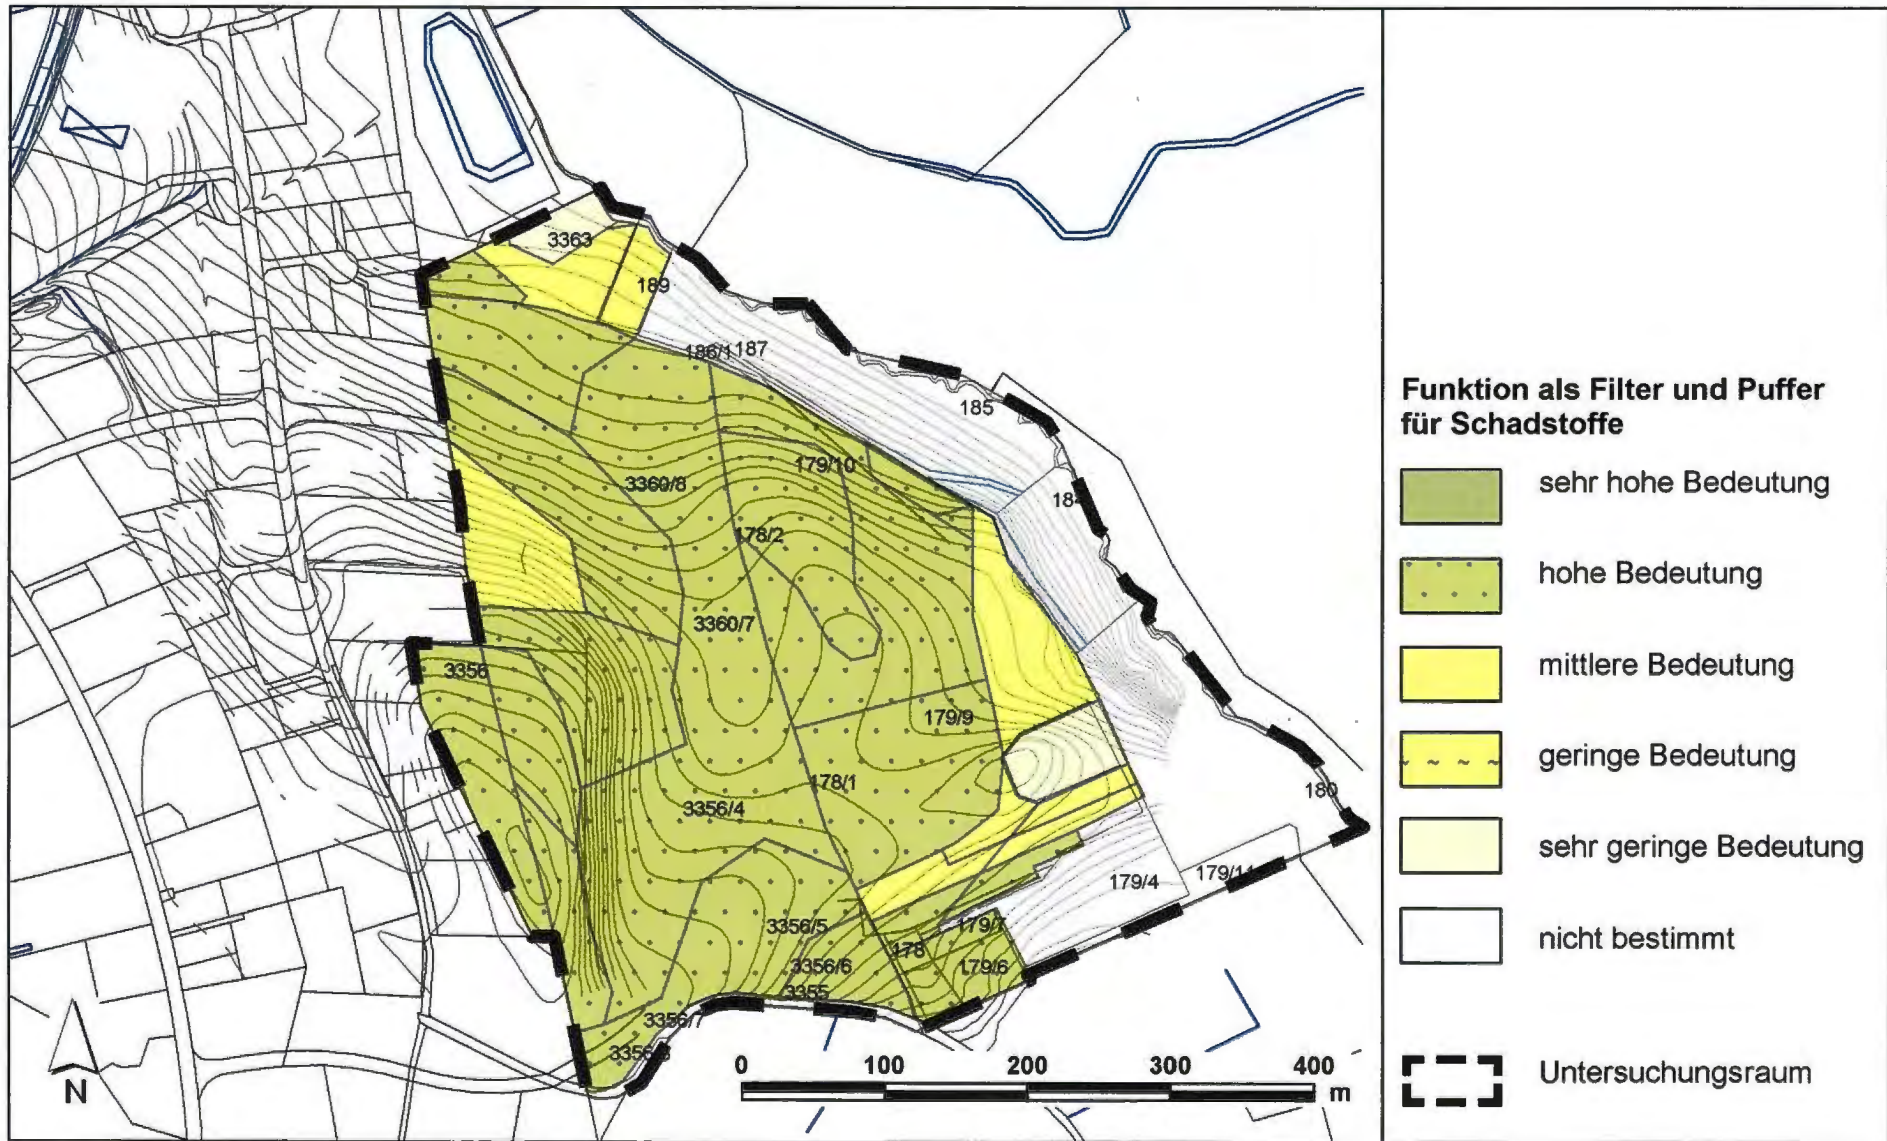 3363
189
186/1 187
185
179/10
3360/8
184
178/2
3360/7
3356
179/9
178/1
3356/4
180
179/4
179/11
3356/5
179/7
178
3356/6
179/6
3355
3356/7
N
0 100 200 300 400
m
Funktion als Filter und Puffer
für Schadstoffe
sehr hohe Bedeutung
hohe Bedeutung
mittlere Bedeutung
geringe Bedeutung
sehr geringe Bedeutung
nicht bestimmt
Untersuchungsraum